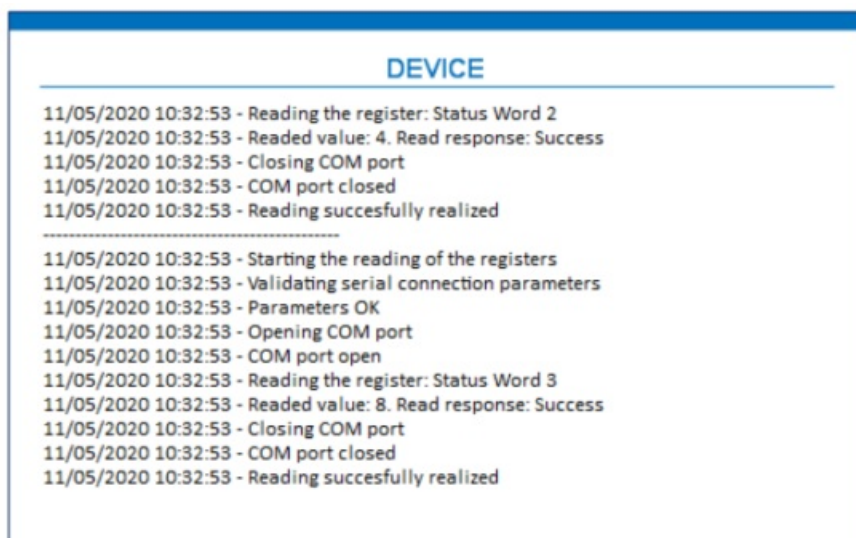 DEVICE
11/05/2020 10:32:53 - Reading the register: Status Word 2
11/05/2020 10:32:53 - Readed value: 4. Read response: Success
11/05/2020 10:32:53 - Closing COM port
11/05/2020 10:32:53 - COM port closed
11/05/2020 10:32:53 - Reading succesfully realized
------------------------------------------------
11/05/2020 10:32:53 - Starting the reading of the registers
11/05/2020 10:32:53 - Validating serial connection parameters
11/05/2020 10:32:53 - Parameters OK
11/05/2020 10:32:53 - Opening COM port
11/05/2020 10:32:53 - COM port open
11/05/2020 10:32:53 - Reading the register: Status Word 3
11/05/2020 10:32:53 - Readed value: 8. Read response: Success
11/05/2020 10:32:53 - Closing COM port
11/05/2020 10:32:53 - COM port closed
11/05/2020 10:32:53 - Reading succesfully realized